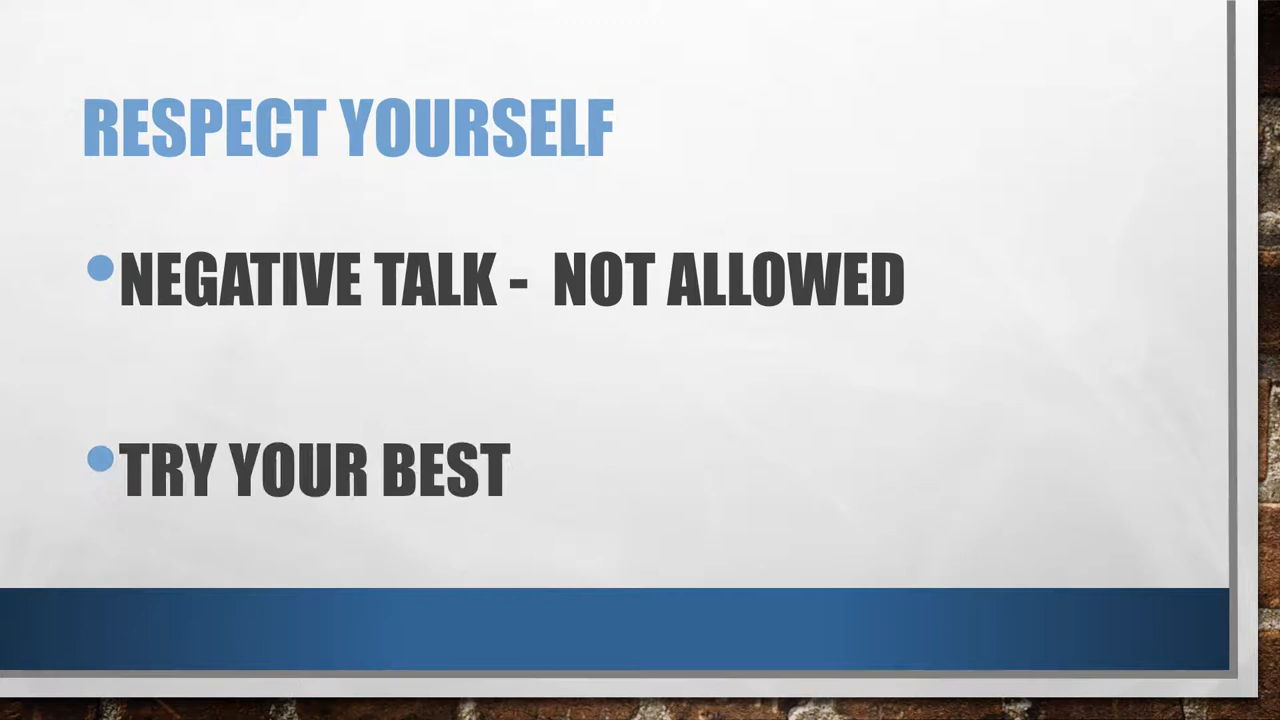 RESPECT YOURSELF
•NEGATIVE TALK -  NOT ALLOWED
•TRY YOUR BEST